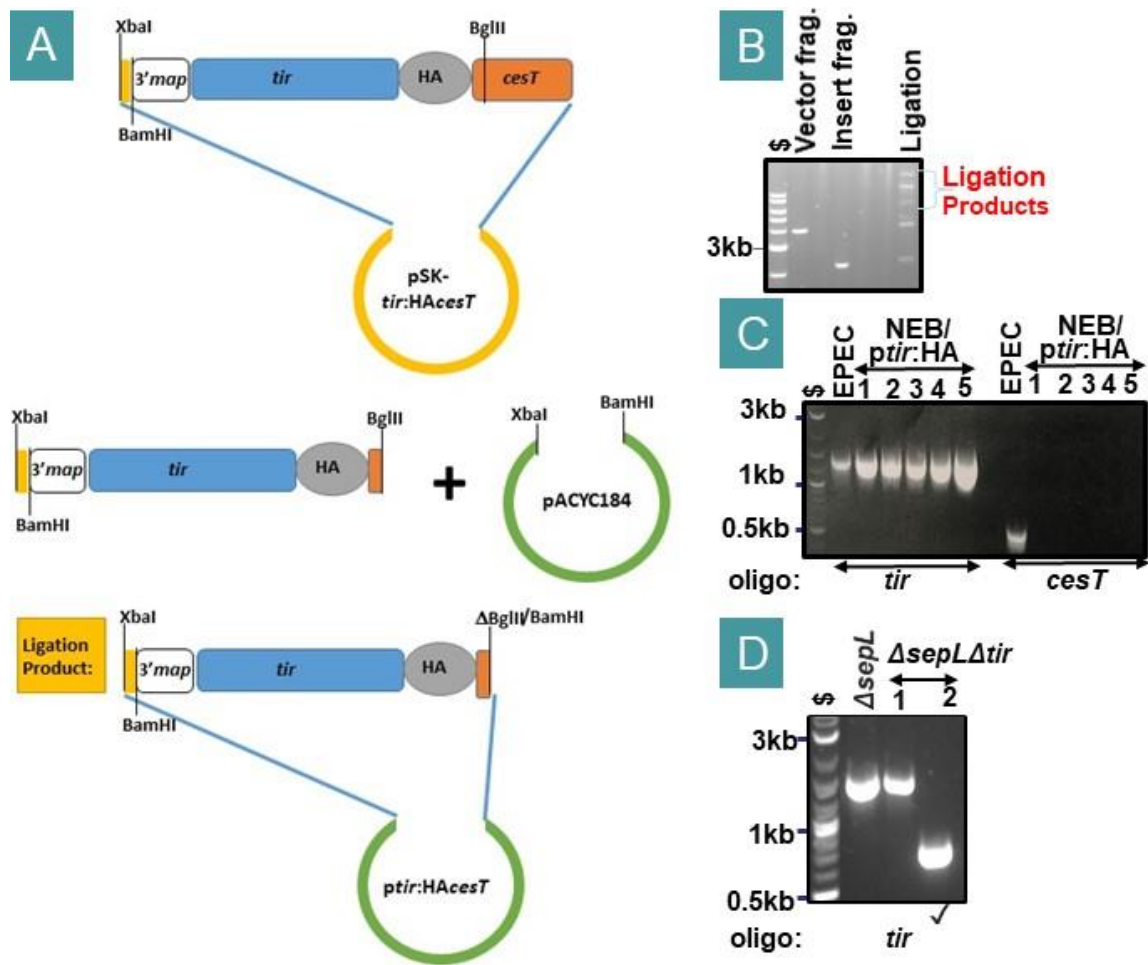 A
XbaI
BglII
3'map
tir
HA
cesT
BamHI
pSK-
tir:HAcesT
XbaI
BglII
3'map
tir
HA
BamHI
+
XbaI
BamHI
pACYC184
Ligation
Product:
XbaI
ΔBglII/BamHI
3'map
tir
HA
BamHI
ptir:HAcesT
B
$
Vector frag.
Insert frag.
Ligation
Ligation
Products
3kb
C
$
EPEC
NEB/
ptir:HA
1 2 3 4 5
EPEC
NEB/
ptir:HA
1 2 3 4 5
3kb
1kb
0.5kb
oligo: tir cesT
D
$
ΔsepL
ΔsepLΔtir
1 2
3kb
1kb
0.5kb
oligo: tir